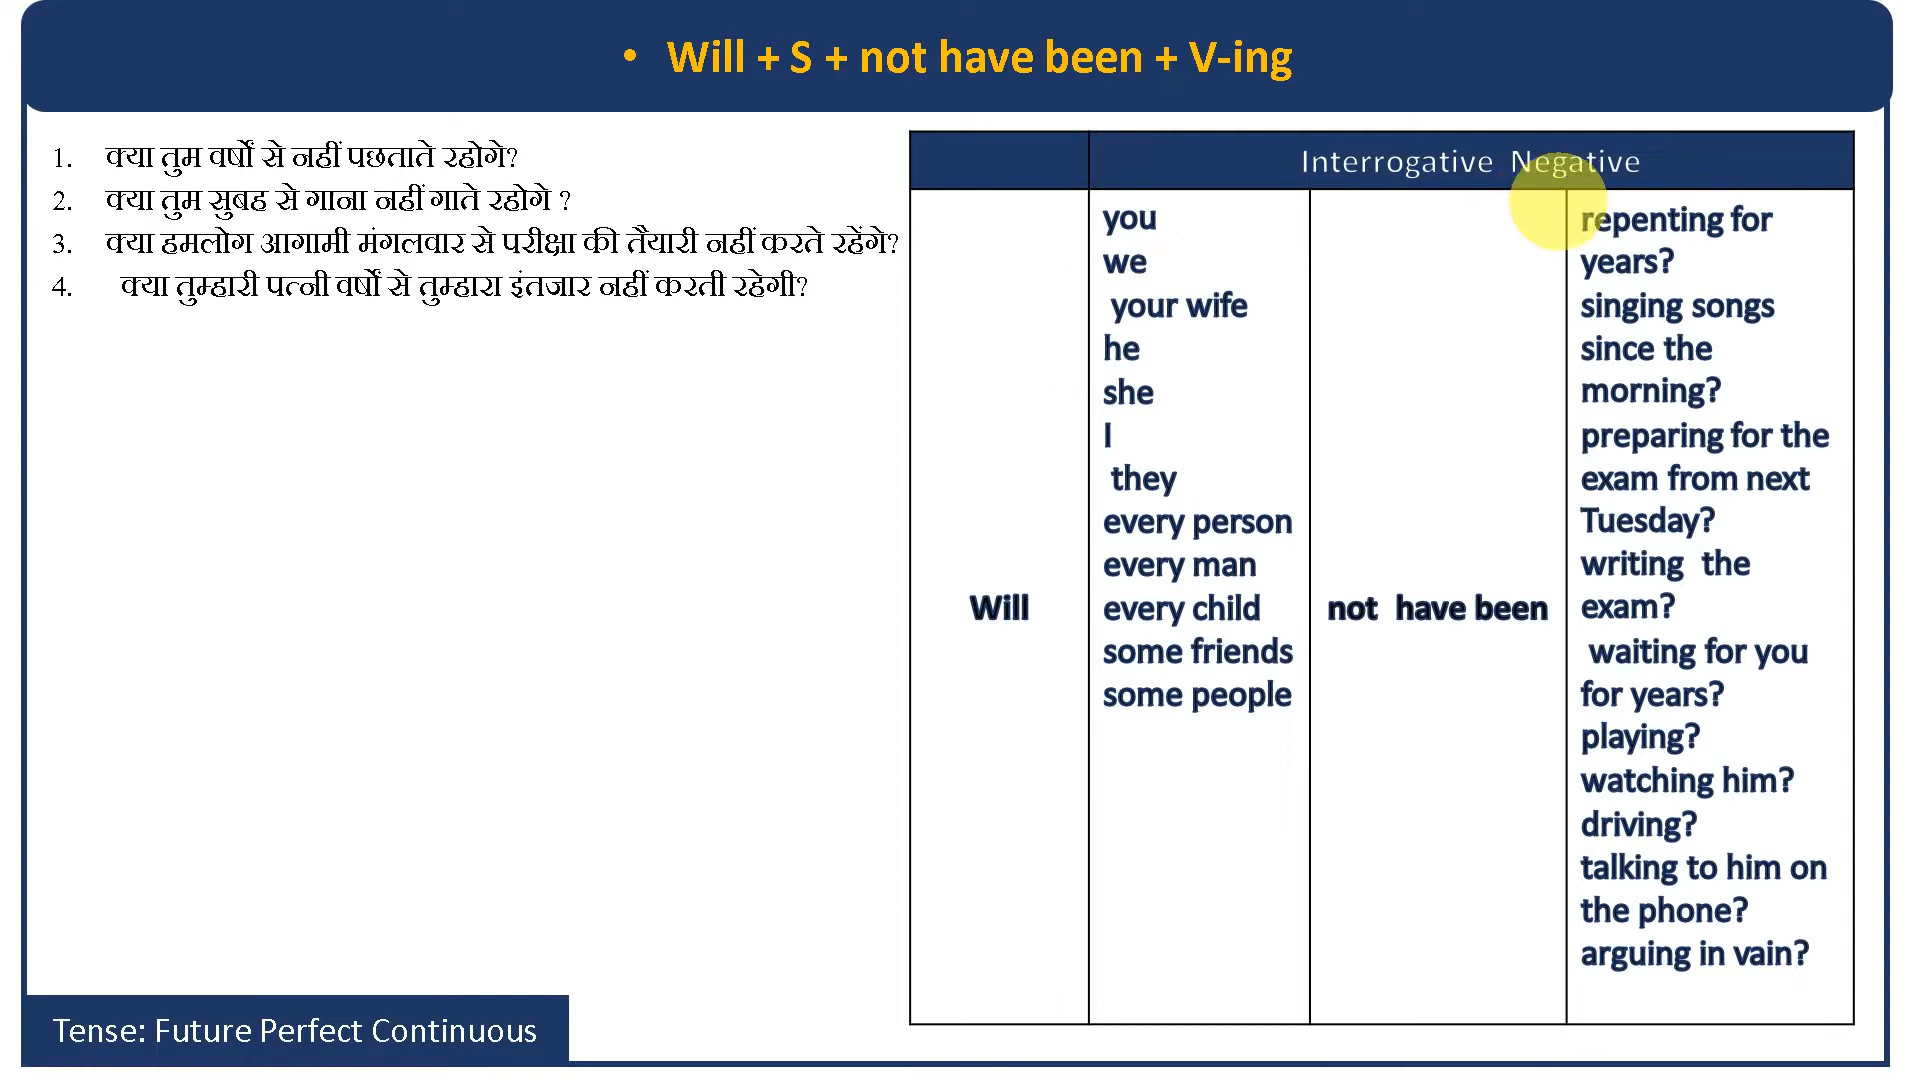 • Will + S + not have been + V-ing
1. क्या तुम वर्षों से नहीं पछताते रहोगे?
2. क्या तुम सुबह से गाना नहीं गाते रहोगे ?
3. क्या हमलोग आगामी मंगलवार से परीक्षा की तैयारी नहीं करते रहेंगे?
4. क्या तुम्हारी पत्नी वर्षों से तुम्हारा इंतजार नहीं करती रहेगी?
Interrogative Negative
Will
you
we
your wife
he
she
I
they
every person
every man
every child
some friends
some people
not have been
repenting for
years?
singing songs
since the
morning?
preparing for the
exam from next
Tuesday?
writing the
exam?
waiting for you
for years?
playing?
watching him?
driving?
talking to him on
the phone?
arguing in vain?
Tense: Future Perfect Continuous